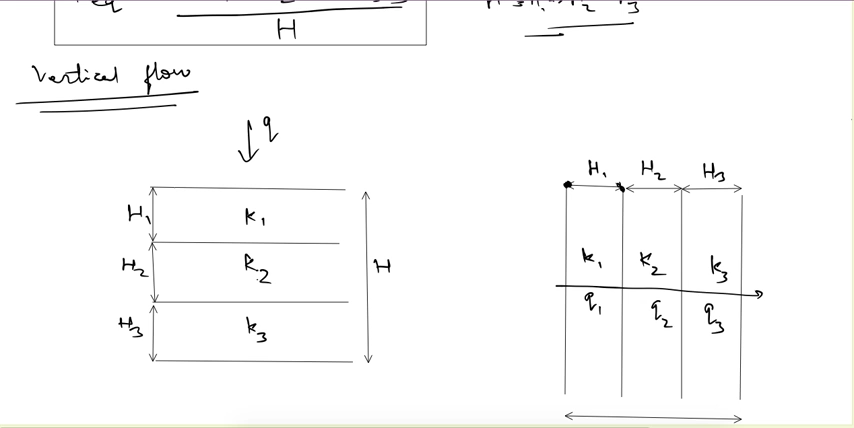 H
Vertical flow
q
H₁ k₁
H₂ k₂ H
H₃ k₃
H₁ H₂ H₃
k₁ k₂ k₃
q₁ q₂ q₃